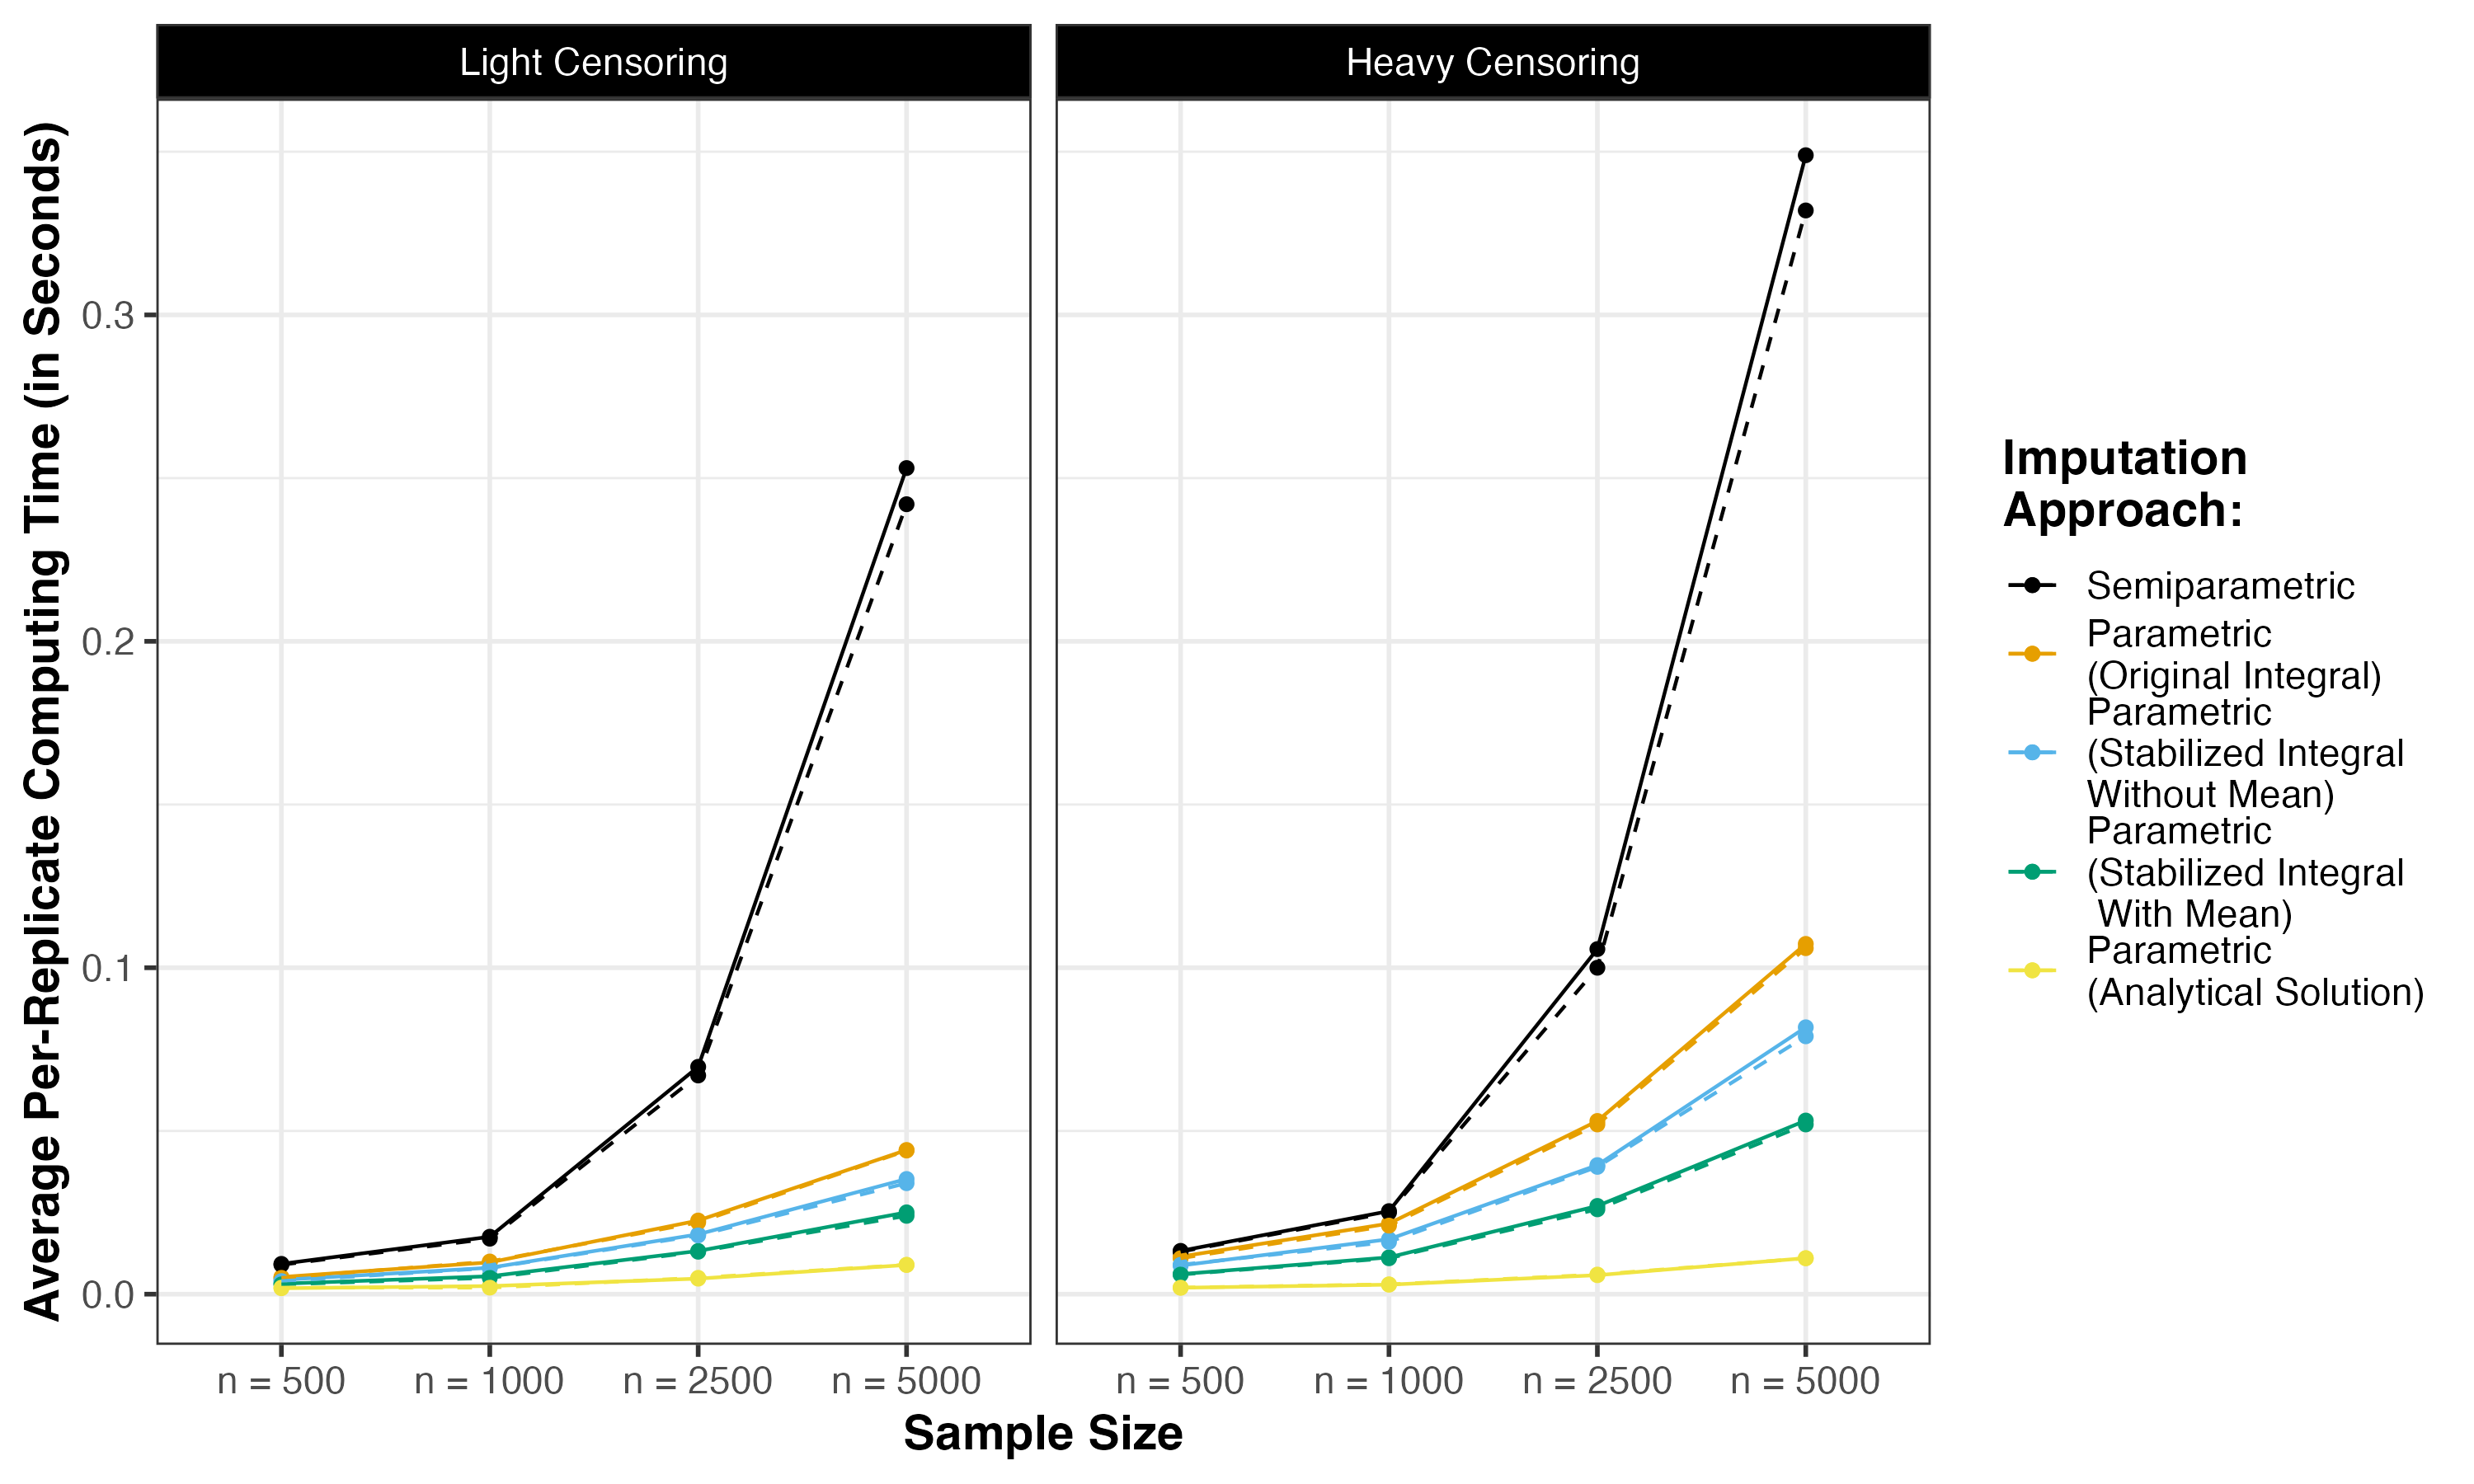 Light Censoring
Heavy Censoring
Average Per-Replicate Computing Time (in Seconds)
0.3
0.2
0.1
0.0
n = 500
n = 1000
n = 2500
n = 5000
n = 500
n = 1000
n = 2500
n = 5000
Sample Size
Imputation
Approach:
Semiparametric
Parametric
(Original Integral)
Parametric
(Stabilized Integral
Without Mean)
Parametric
(Stabilized Integral
With Mean)
Parametric
(Analytical Solution)